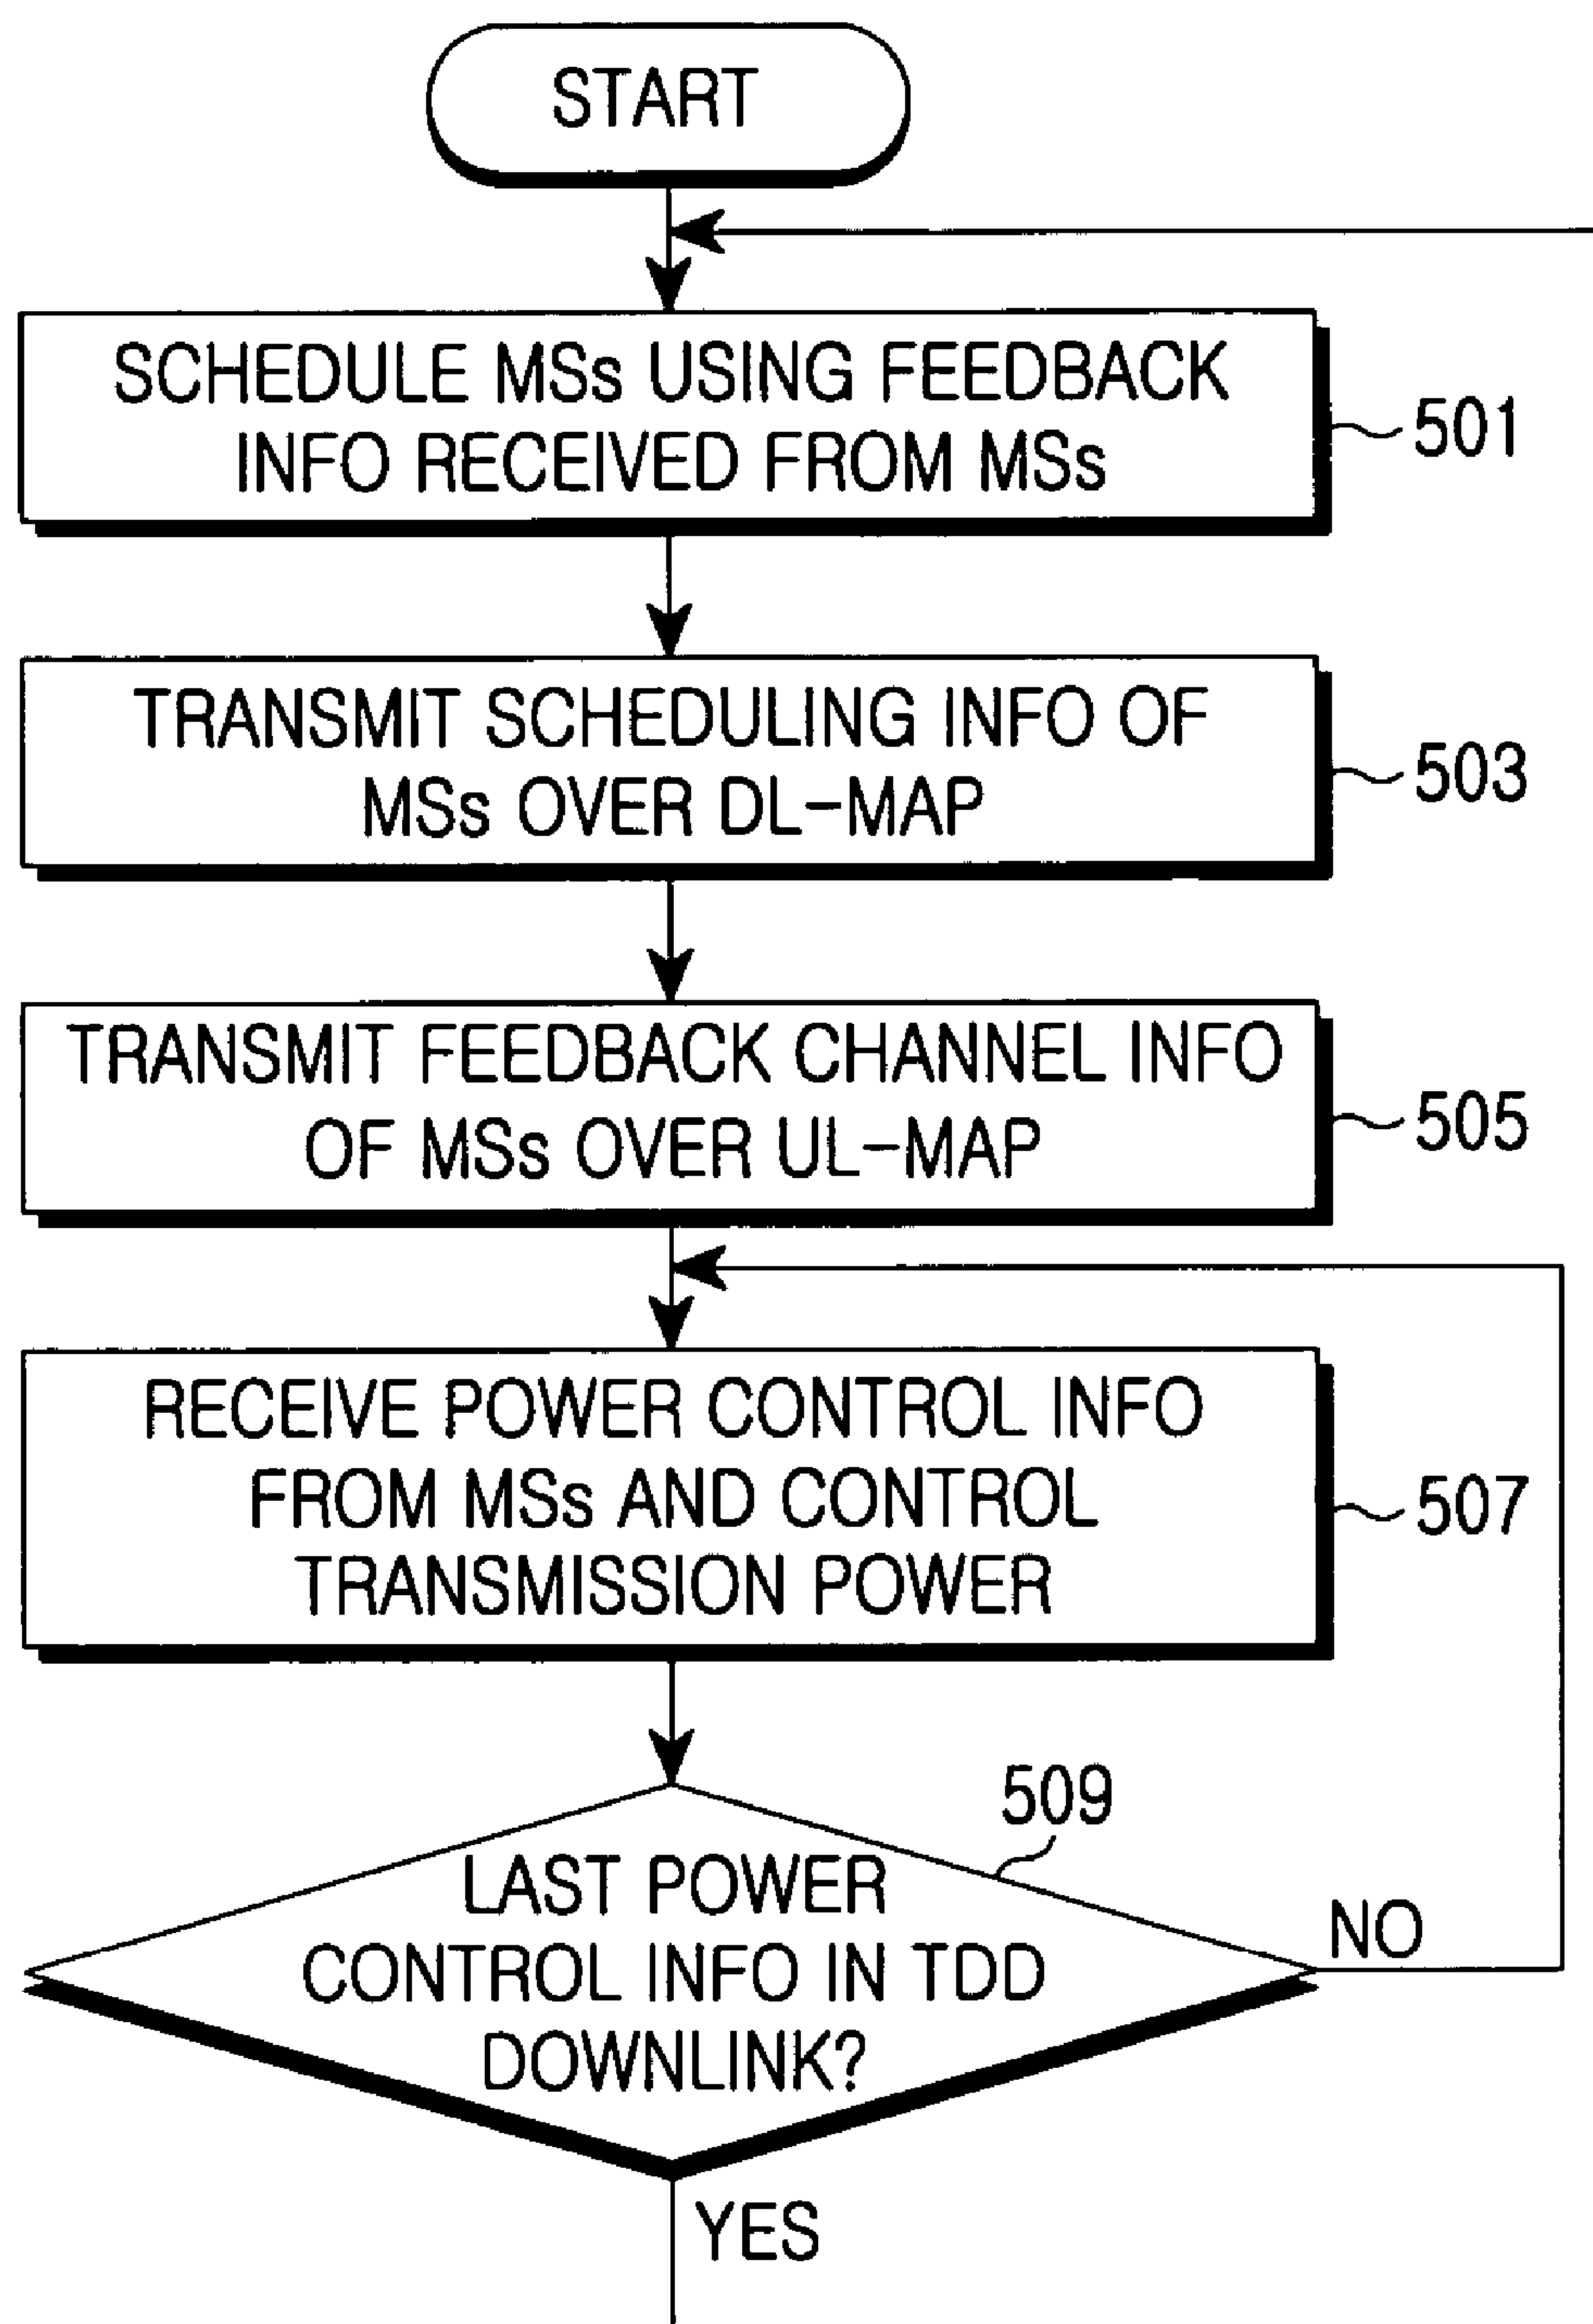 START
SCHEDULE MSs USING FEEDBACK
INFO RECEIVED FROM MSs
501
TRANSMIT SCHEDULING INFO OF
MSs OVER DL-MAP
503
TRANSMIT FEEDBACK CHANNEL INFO
OF MSs OVER UL-MAP
505
RECEIVE POWER CONTROL INFO
FROM MSs AND CONTROL
TRANSMISSION POWER
507
509
LAST POWER
CONTROL INFO IN TDD
DOWNLINK?
NO
YES